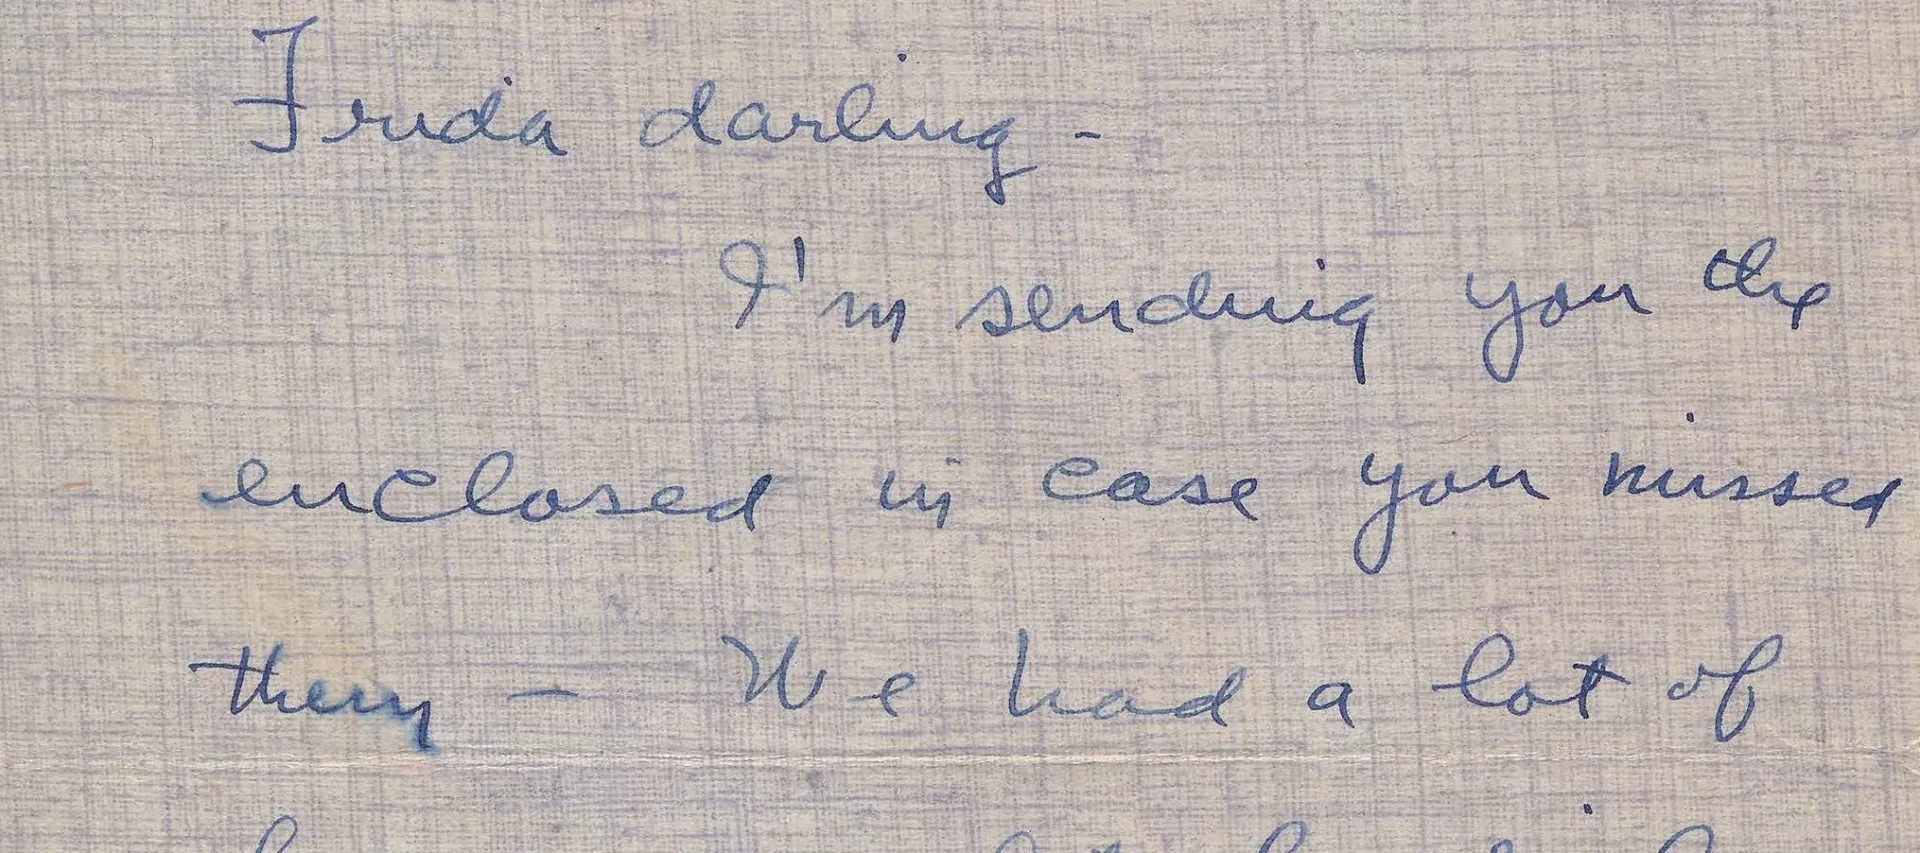 Frida darling -
I'm sending you the
enclosed in case you missed
them - We had a lot of